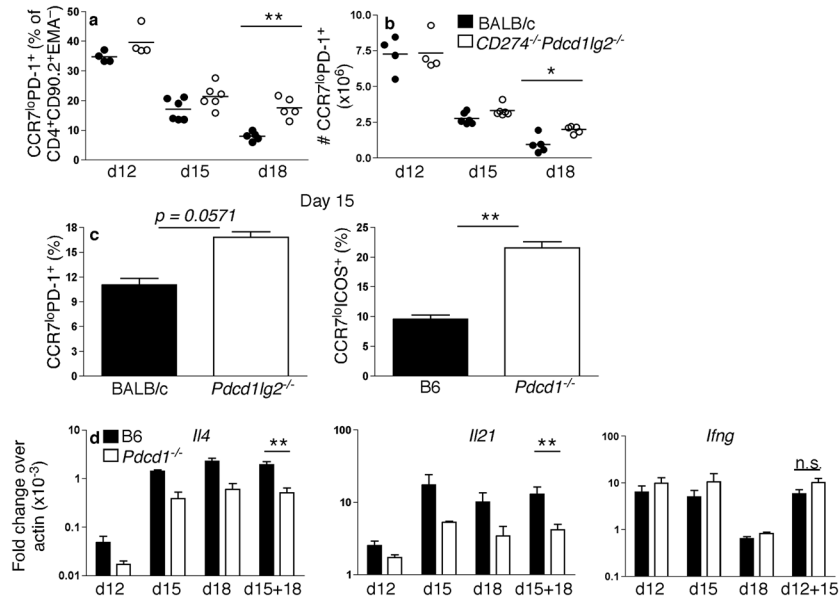 a
CCR7ˡᵒPD-1⁺ (% of
CD4⁺CD90.2⁺EMA⁻)
50
40
30
20
10
0
**
d12
d15
d18
b
# CCR7ˡᵒPD-1⁺
(x10⁶)
10.0
7.5
5.0
2.5
0.0
BALB/c
CD274⁻/⁻Pdcd1lg2⁻/⁻
*
d12
d15
d18
Day 15
c
CCR7ˡᵒPD-1⁺ (%)
18
15
12
9
6
3
0
p = 0.0571
BALB/c
Pdcd1lg2⁻/⁻
CCR7ˡᵒICOS⁺ (%)
25
20
15
10
5
0
**
B6
Pdcd1⁻/⁻
d
B6
Pdcd1⁻/⁻
Il4
Fold change over
actin (x10⁻³)
10
1
0.1
0.01
**
d12
d15
d18
d15+18
Il21
100
10
1
**
d12
d15
d18
d15+18
Ifng
100
10
1
0.1
n.s.
d12
d15
d18
d12+15